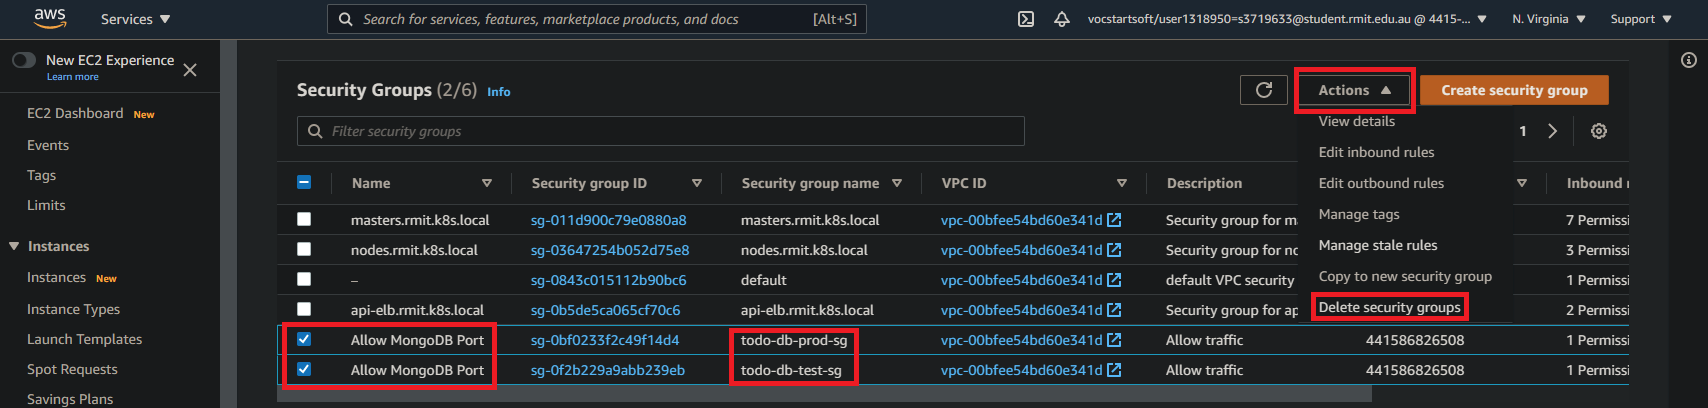 aws Services Search for services, features, marketplace products, and docs [Alt+S] vocstartsoft/user1318950=s3719633@student.rmit.edu.au @ 4415-... N. Virginia Support
New EC2 Experience
Learn more
EC2 Dashboard New
Events
Tags
Limits
Instances
Instances New
Instance Types
Launch Templates
Spot Requests
Savings Plans
Security Groups (2/6) Info Actions Create security group
Filter security groups 1
View details
Edit inbound rules
Edit outbound rules
Manage tags
Manage stale rules
Copy to new security group
Delete security groups
Name Security group ID Security group name VPC ID Description Inbound r
masters.rmit.k8s.local sg-011d900c79e0880a8 masters.rmit.k8s.local vpc-00bfee54bd60e341d Security group for ma 7 Permissi
nodes.rmit.k8s.local sg-03647254b052d75e8 nodes.rmit.k8s.local vpc-00bfee54bd60e341d Security group for no 3 Permissi
– sg-0843c015112b90bc6 default vpc-00bfee54bd60e341d default VPC security 1 Permissi
api-elb.rmit.k8s.local sg-0b5de5ca065cf70c6 api-elb.rmit.k8s.local vpc-00bfee54bd60e341d Security group for ap 2 Permissi
Allow MongoDB Port sg-0bf0233f2c49f14d4 todo-db-prod-sg vpc-00bfee54bd60e341d Allow traffic 441586826508 1 Permissi
Allow MongoDB Port sg-0f2b229a9abb239eb todo-db-test-sg vpc-00bfee54bd60e341d Allow traffic 441586826508 1 Permissi